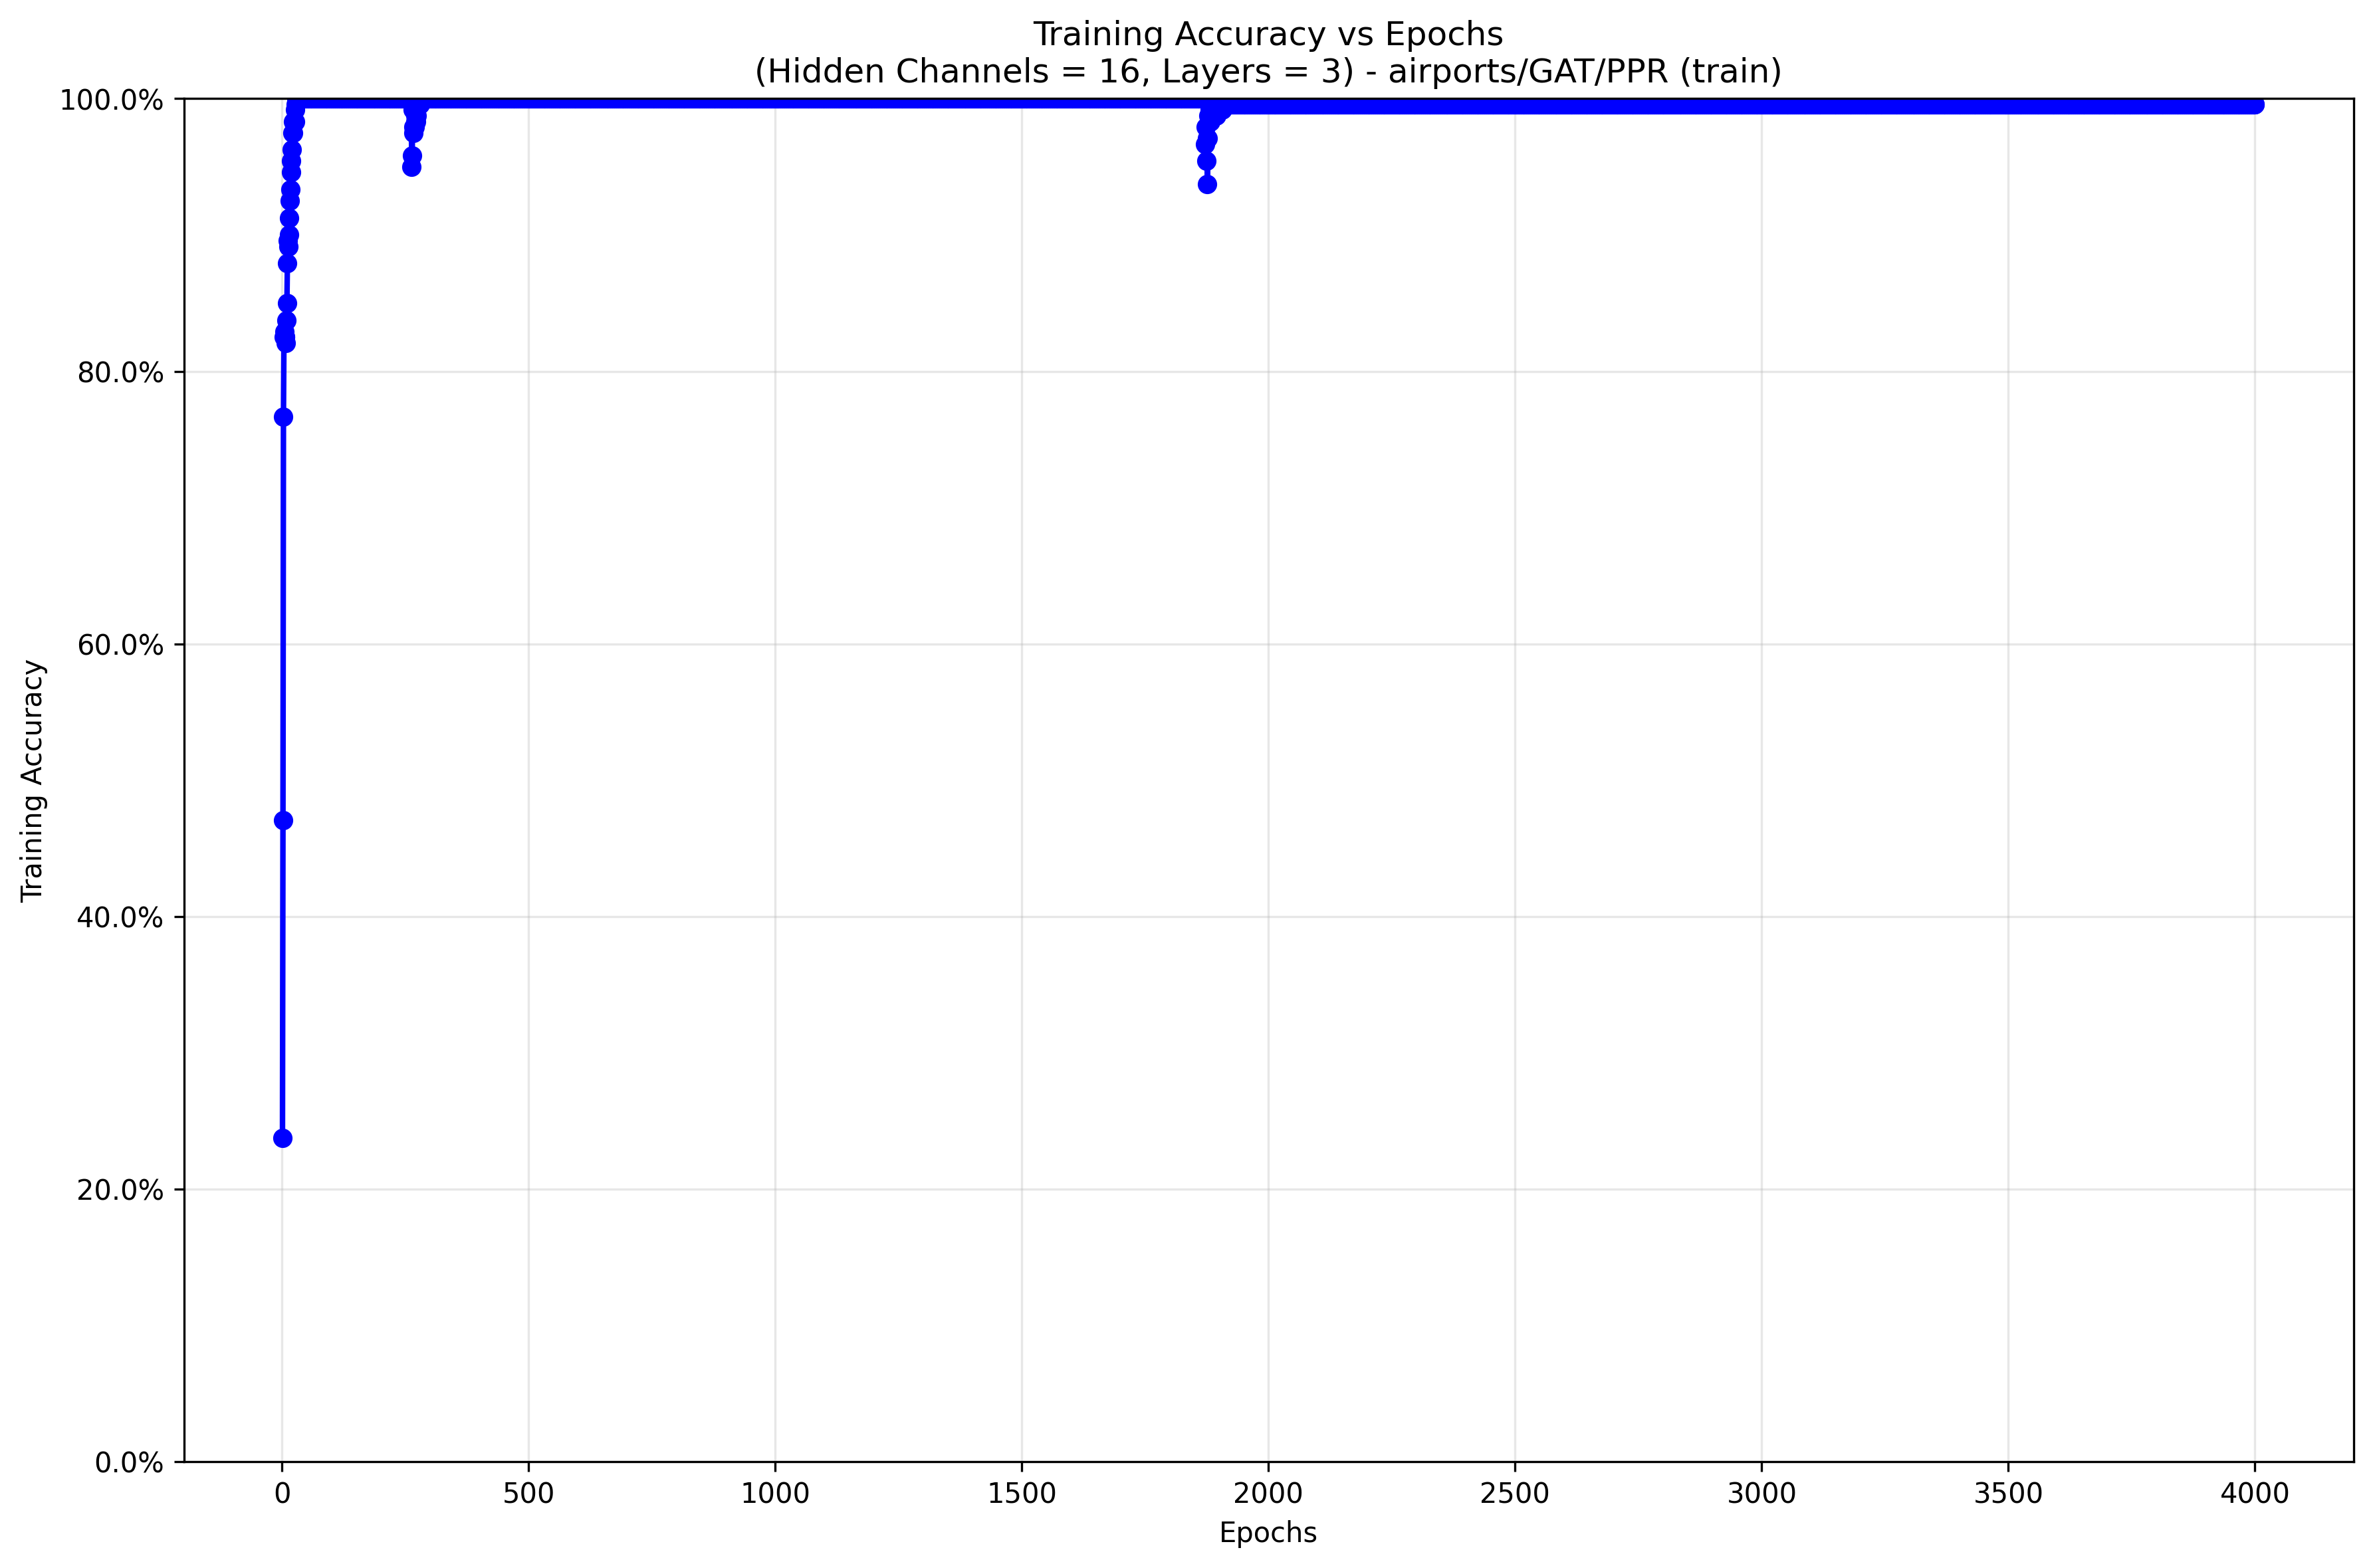 Training Accuracy vs Epochs
(Hidden Channels = 16, Layers = 3) - airports/GAT/PPR (train)
100.0%
80.0%
60.0%
40.0%
20.0%
0.0%
Training Accuracy
0 500 1000 1500 2000 2500 3000 3500 4000
Epochs